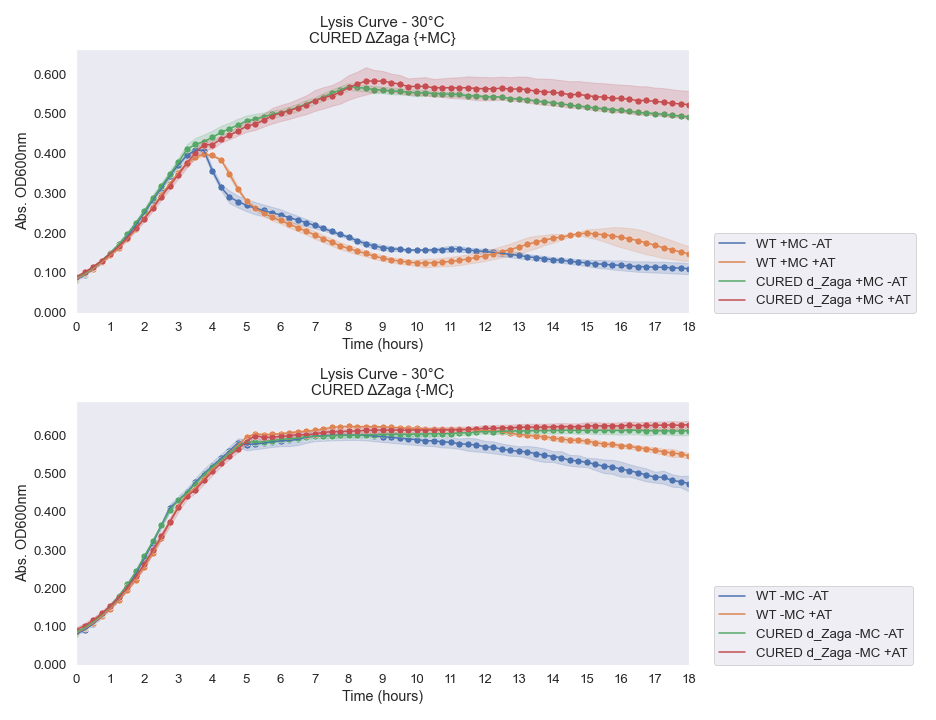 Lysis Curve - 30°C
CURED ΔZaga {+MC}
Abs. OD600nm
0.600
0.500
0.400
0.300
0.200
0.100
0.000
0 1 2 3 4 5 6 7 8 9 10 11 12 13 14 15 16 17 18
Time (hours)
WT +MC -AT
WT +MC +AT
CURED d_Zaga +MC -AT
CURED d_Zaga +MC +AT
Lysis Curve - 30°C
CURED ΔZaga {-MC}
Abs. OD600nm
0.600
0.500
0.400
0.300
0.200
0.100
0.000
0 1 2 3 4 5 6 7 8 9 10 11 12 13 14 15 16 17 18
Time (hours)
WT -MC -AT
WT -MC +AT
CURED d_Zaga -MC -AT
CURED d_Zaga -MC +AT